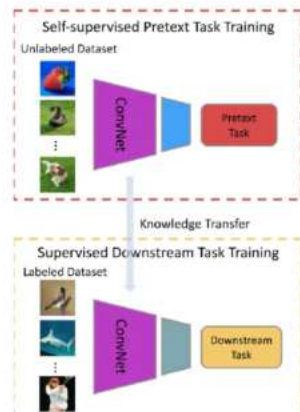 Self-supervised Pretext Task Training
Unlabeled Dataset
ConvNet
Pretext
Task
Knowledge Transfer
Supervised Downstream Task Training
Labeled Dataset
ConvNet
Downstream
Task